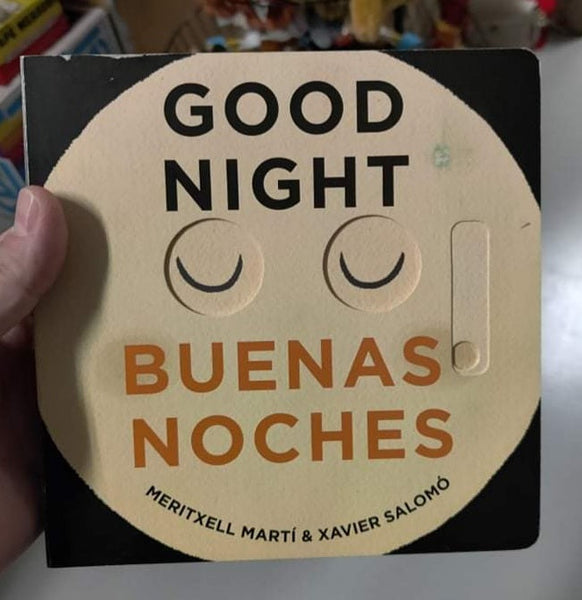 GOOD
NIGHT
BUENAS
NOCHES
MERITXELL MARTÍ & XAVIER SALOMÓ